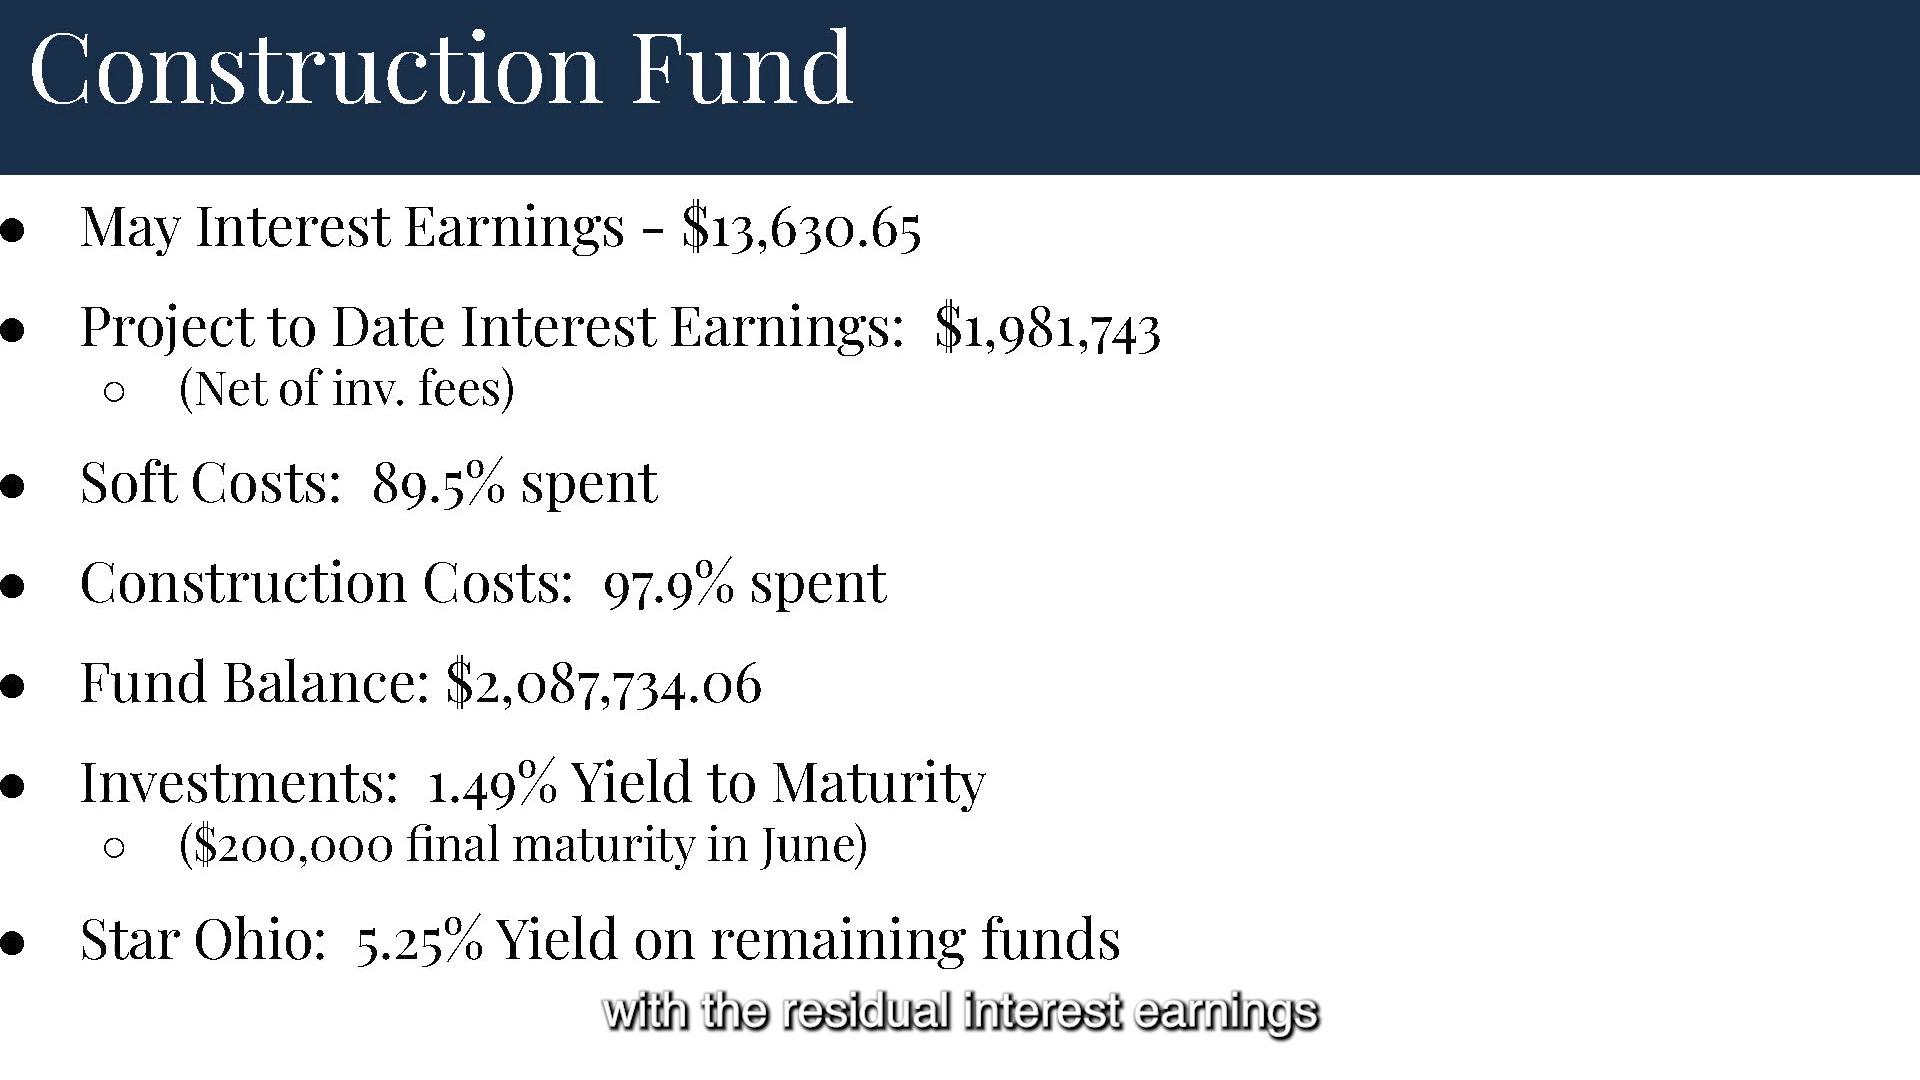 Construction Fund
● May Interest Earnings - $13,630.65
● Project to Date Interest Earnings: $1,981,743
○ (Net of inv. fees)
● Soft Costs: 89.5% spent
● Construction Costs: 97.9% spent
● Fund Balance: $2,087,734.06
● Investments: 1.49% Yield to Maturity
○ ($200,000 final maturity in June)
● Star Ohio: 5.25% Yield on remaining funds
with the residual interest earnings